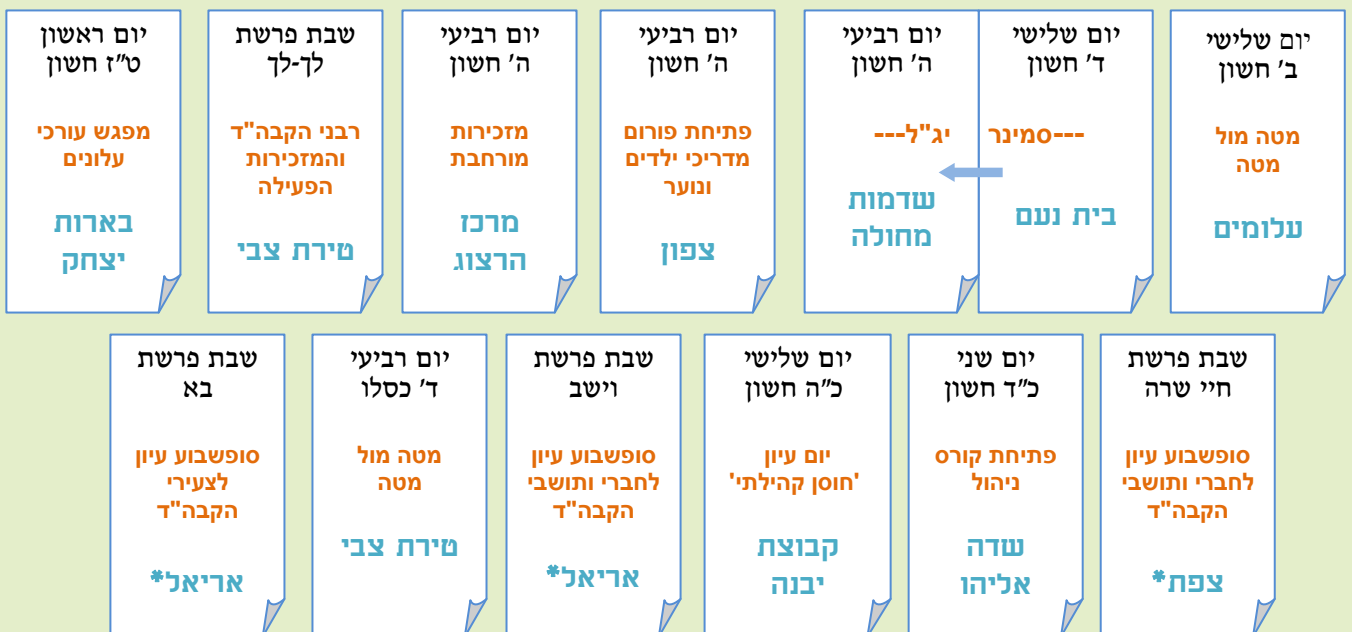 יום שלישי
ב' חשון
מטה מול
מטה
עלומים
יום שלישי
ד' חשון
יום רביעי
ה' חשון
---סמינר יג"ל---
בית נעם
שדמות
מחולה
יום רביעי
ה' חשון
פתיחת פורום
מדריכי ילדים
ונוער
צפון
יום רביעי
ה' חשון
מזכירות
מורחבת
מרכז
הרצוג
שבת פרשת
לך-לך
רבני הקבה"ד
והמזכירות
הפעילה
טירת צבי
יום ראשון
ט"ז חשון
מפגש עורכי
עלונים
בארות
יצחק
שבת פרשת
חיי שרה
סופשבוע עיון
לחברי ותושבי
הקבה"ד
צפת*
יום שני
כ"ד חשון
פתיחת קורס
ניהול
שדה
אליהו
יום שלישי
כ"ה חשון
יום עיון
'חוסן קהילתי'
קבוצת
יבנה
שבת פרשת
וישב
סופשבוע עיון
לחברי ותושבי
הקבה"ד
אריאל*
יום רביעי
ד' כסלו
מטה מול
מטה
טירת צבי
שבת פרשת
בא
סופשבוע עיון
לצעירי
הקבה"ד
אריאל*